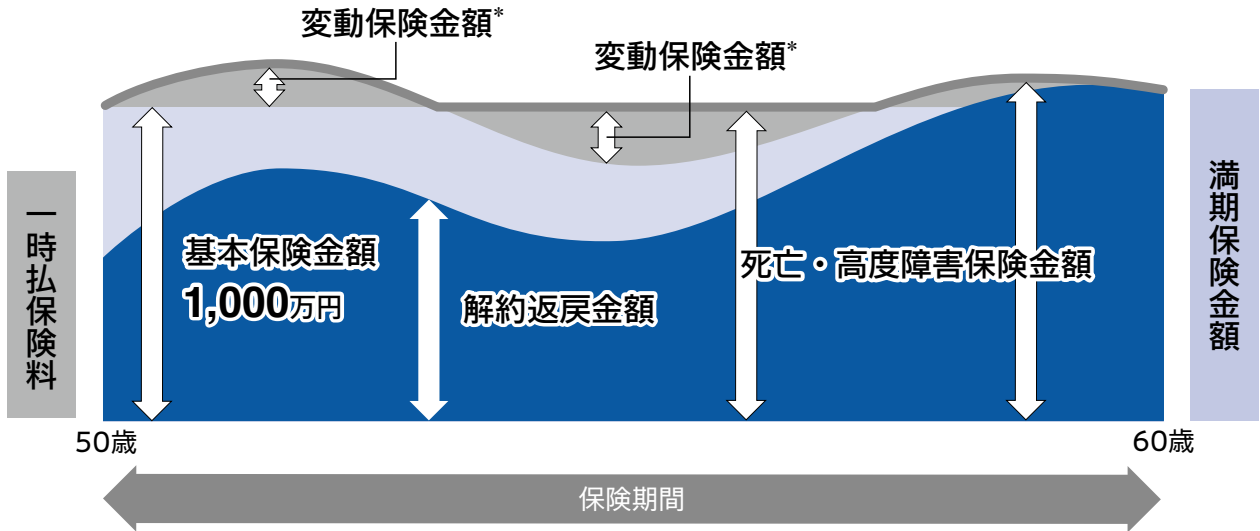 変動保険金額*
変動保険金額*
一時払保険料
基本保険金額
1,000万円
解約返戻金額
死亡・高度障害保険金額
満期保険金額
50歳
60歳
保険期間